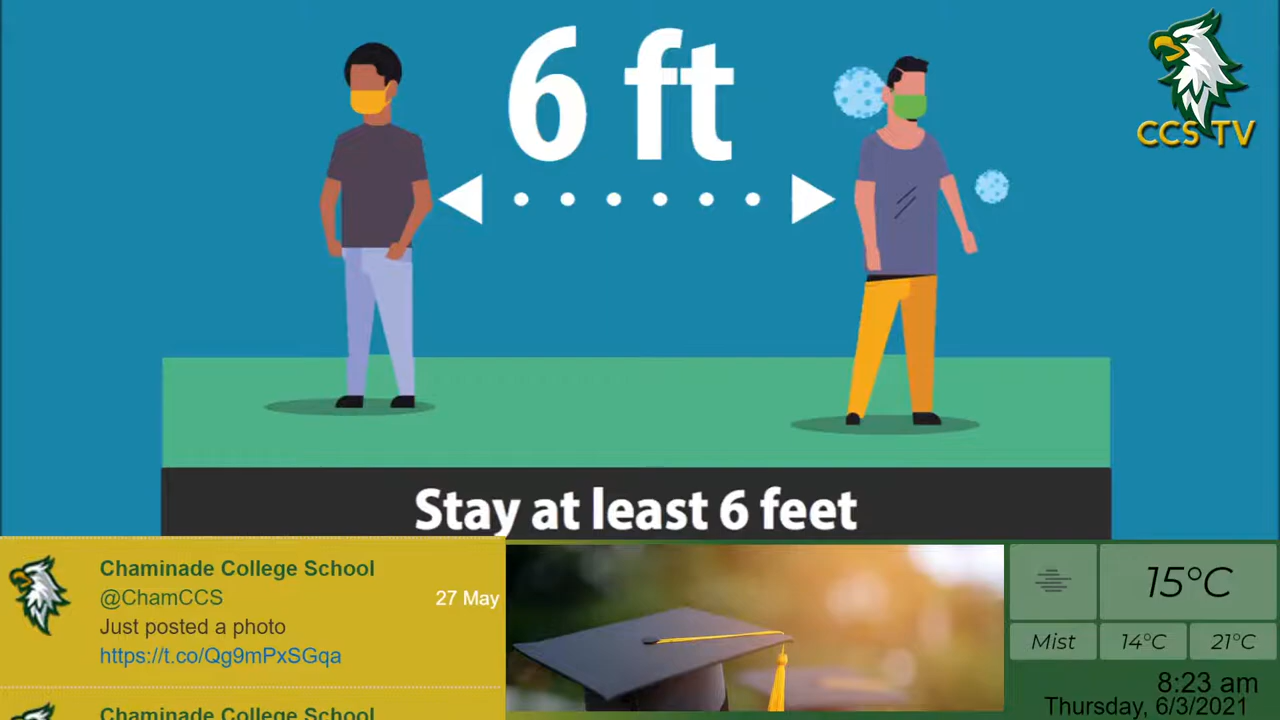 6 ft
CCS TV
Stay at least 6 feet
Chaminade College School
@ChamCCS
27 May
Just posted a photo
https://t.co/Qg9mPxSGqa
Chaminade College School
15°C
Mist
14°C
21°C
8:23 am
Thursday, 6/3/2021